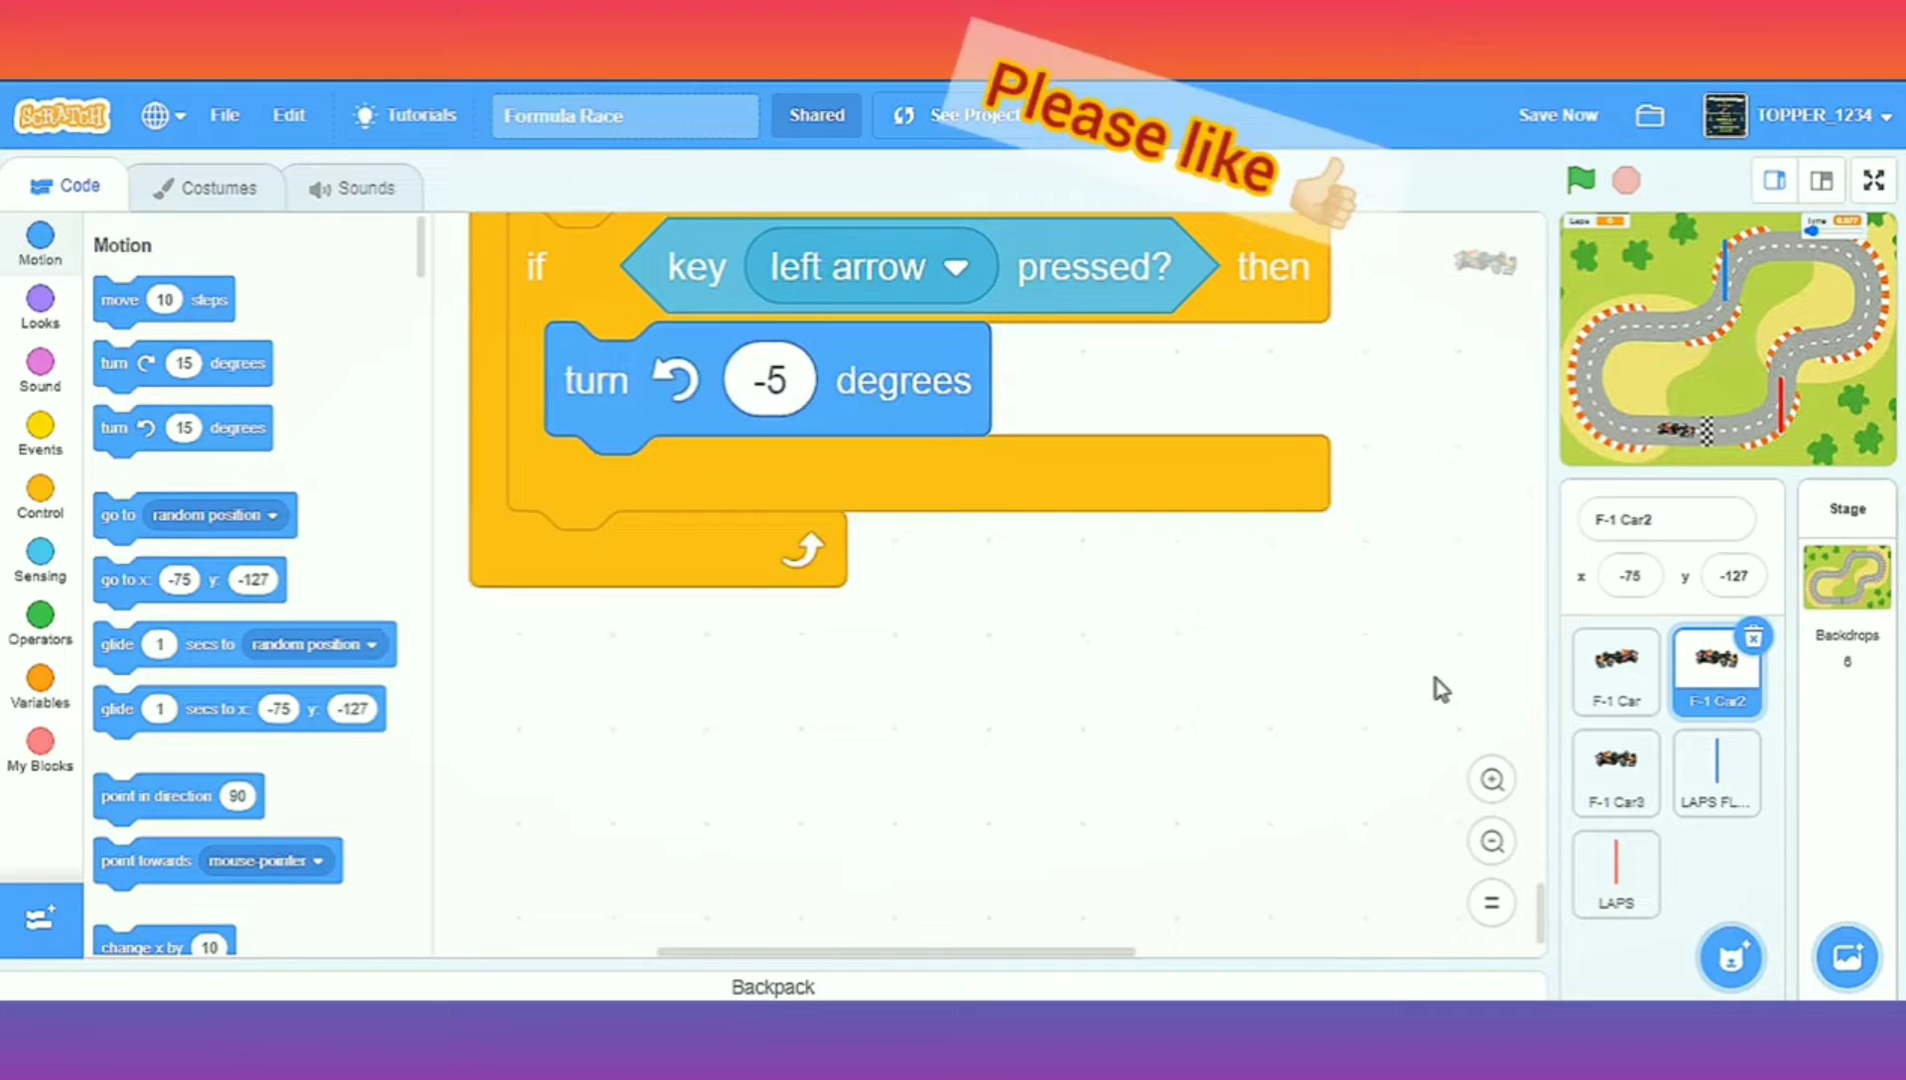 Please like
SCRATCH
File
Edit
Tutorials
Formula Race
Shared
See Project
Save Now
TOPPER_1234
Code
Costumes
Sounds
Motion
Looks
Sound
Events
Control
Sensing
Operators
Variables
My Blocks
Motion
move 10 steps
turn 15 degrees
turn 15 degrees
go to random position
go to x: -75 y: -127
glide 1 secs to random position
glide 1 secs to x: -75 y: -127
point in direction 90
point towards mouse-pointer
change x by 10
if key left arrow pressed? then
turn -5 degrees
Laps
F-1 Car2
x -75 y -127
F-1 Car
F-1 Car2
F-1 Car3
LAPS FL...
LAPS
Stage
Backdrops
6
Backpack